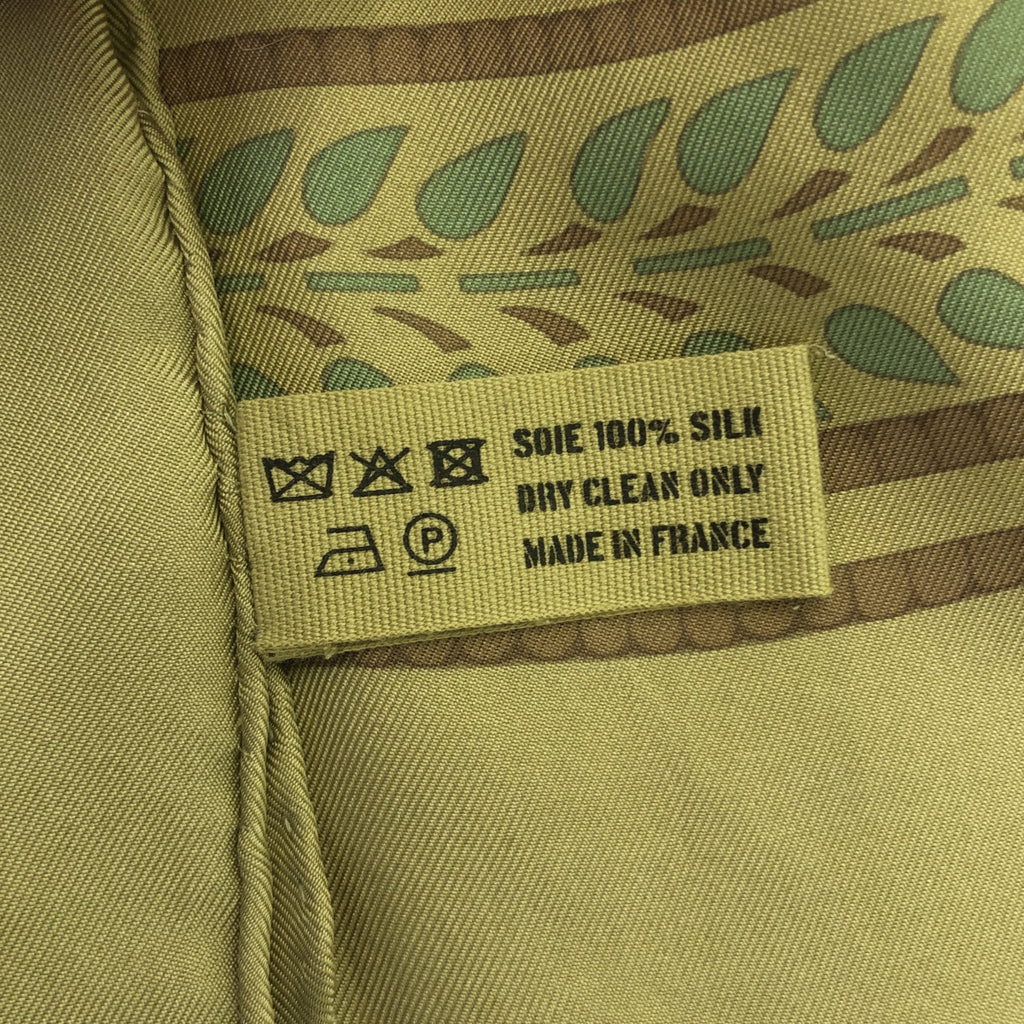 SOIE 100% SILK
DRY CLEAN ONLY
MADE IN FRANCE
P